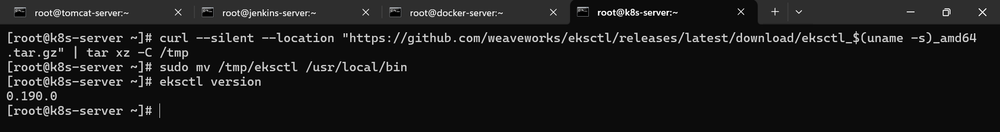 root@tomcat-server:~
root@jenkins-server:~
root@docker-server:~
root@k8s-server:~
[root@k8s-server ~]# curl --silent --location "https://github.com/weaveworks/eksctl/releases/latest/download/eksctl_$(uname -s)_amd64
.tar.gz" | tar xz -C /tmp
[root@k8s-server ~]# sudo mv /tmp/eksctl /usr/local/bin
[root@k8s-server ~]# eksctl version
0.190.0
[root@k8s-server ~]#